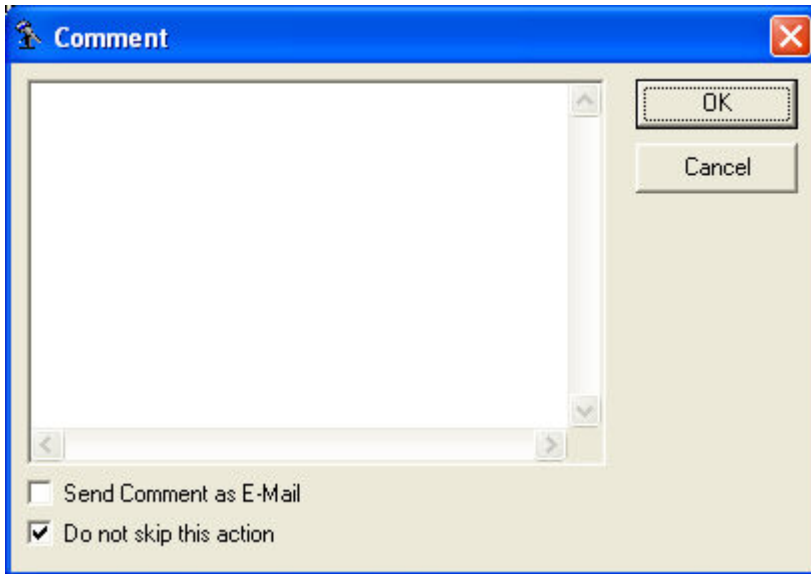 Comment
OK
Cancel
Send Comment as E-Mail
Do not skip this action